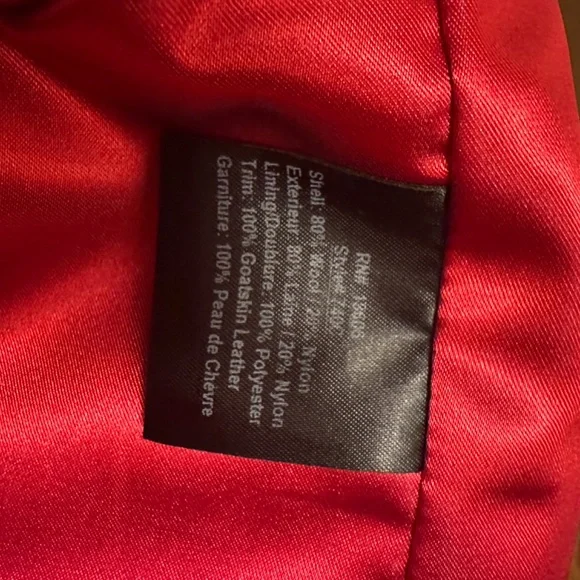 RN#
Style#
Shell: 80% Wool / 20% Nylon
Exterieur: 80% Laine / 20% Nylon
Lining/Doublure: 100% Polyester
Trim: 100% Goatskin Leather
Garniture: 100% Peau de Chèvre